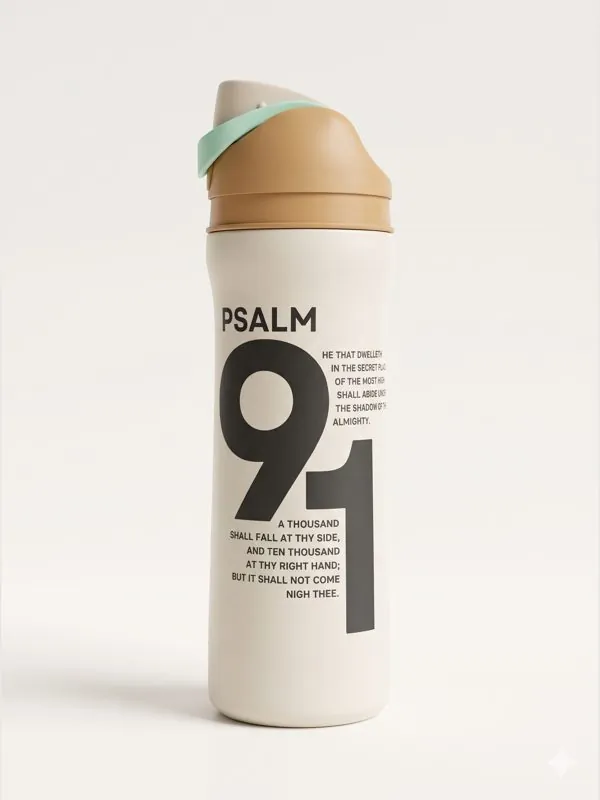 PSALM
91
HE THAT DWELLETH
IN THE SECRET
OF THE MOST HIGH
SHALL ABIDE
THE SHADOW OF
ALMIGHTY.
A THOUSAND
SHALL FALL AT THY SIDE,
AND TEN THOUSAND
AT THY RIGHT HAND;
BUT IT SHALL NOT COME
NIGH THEE.